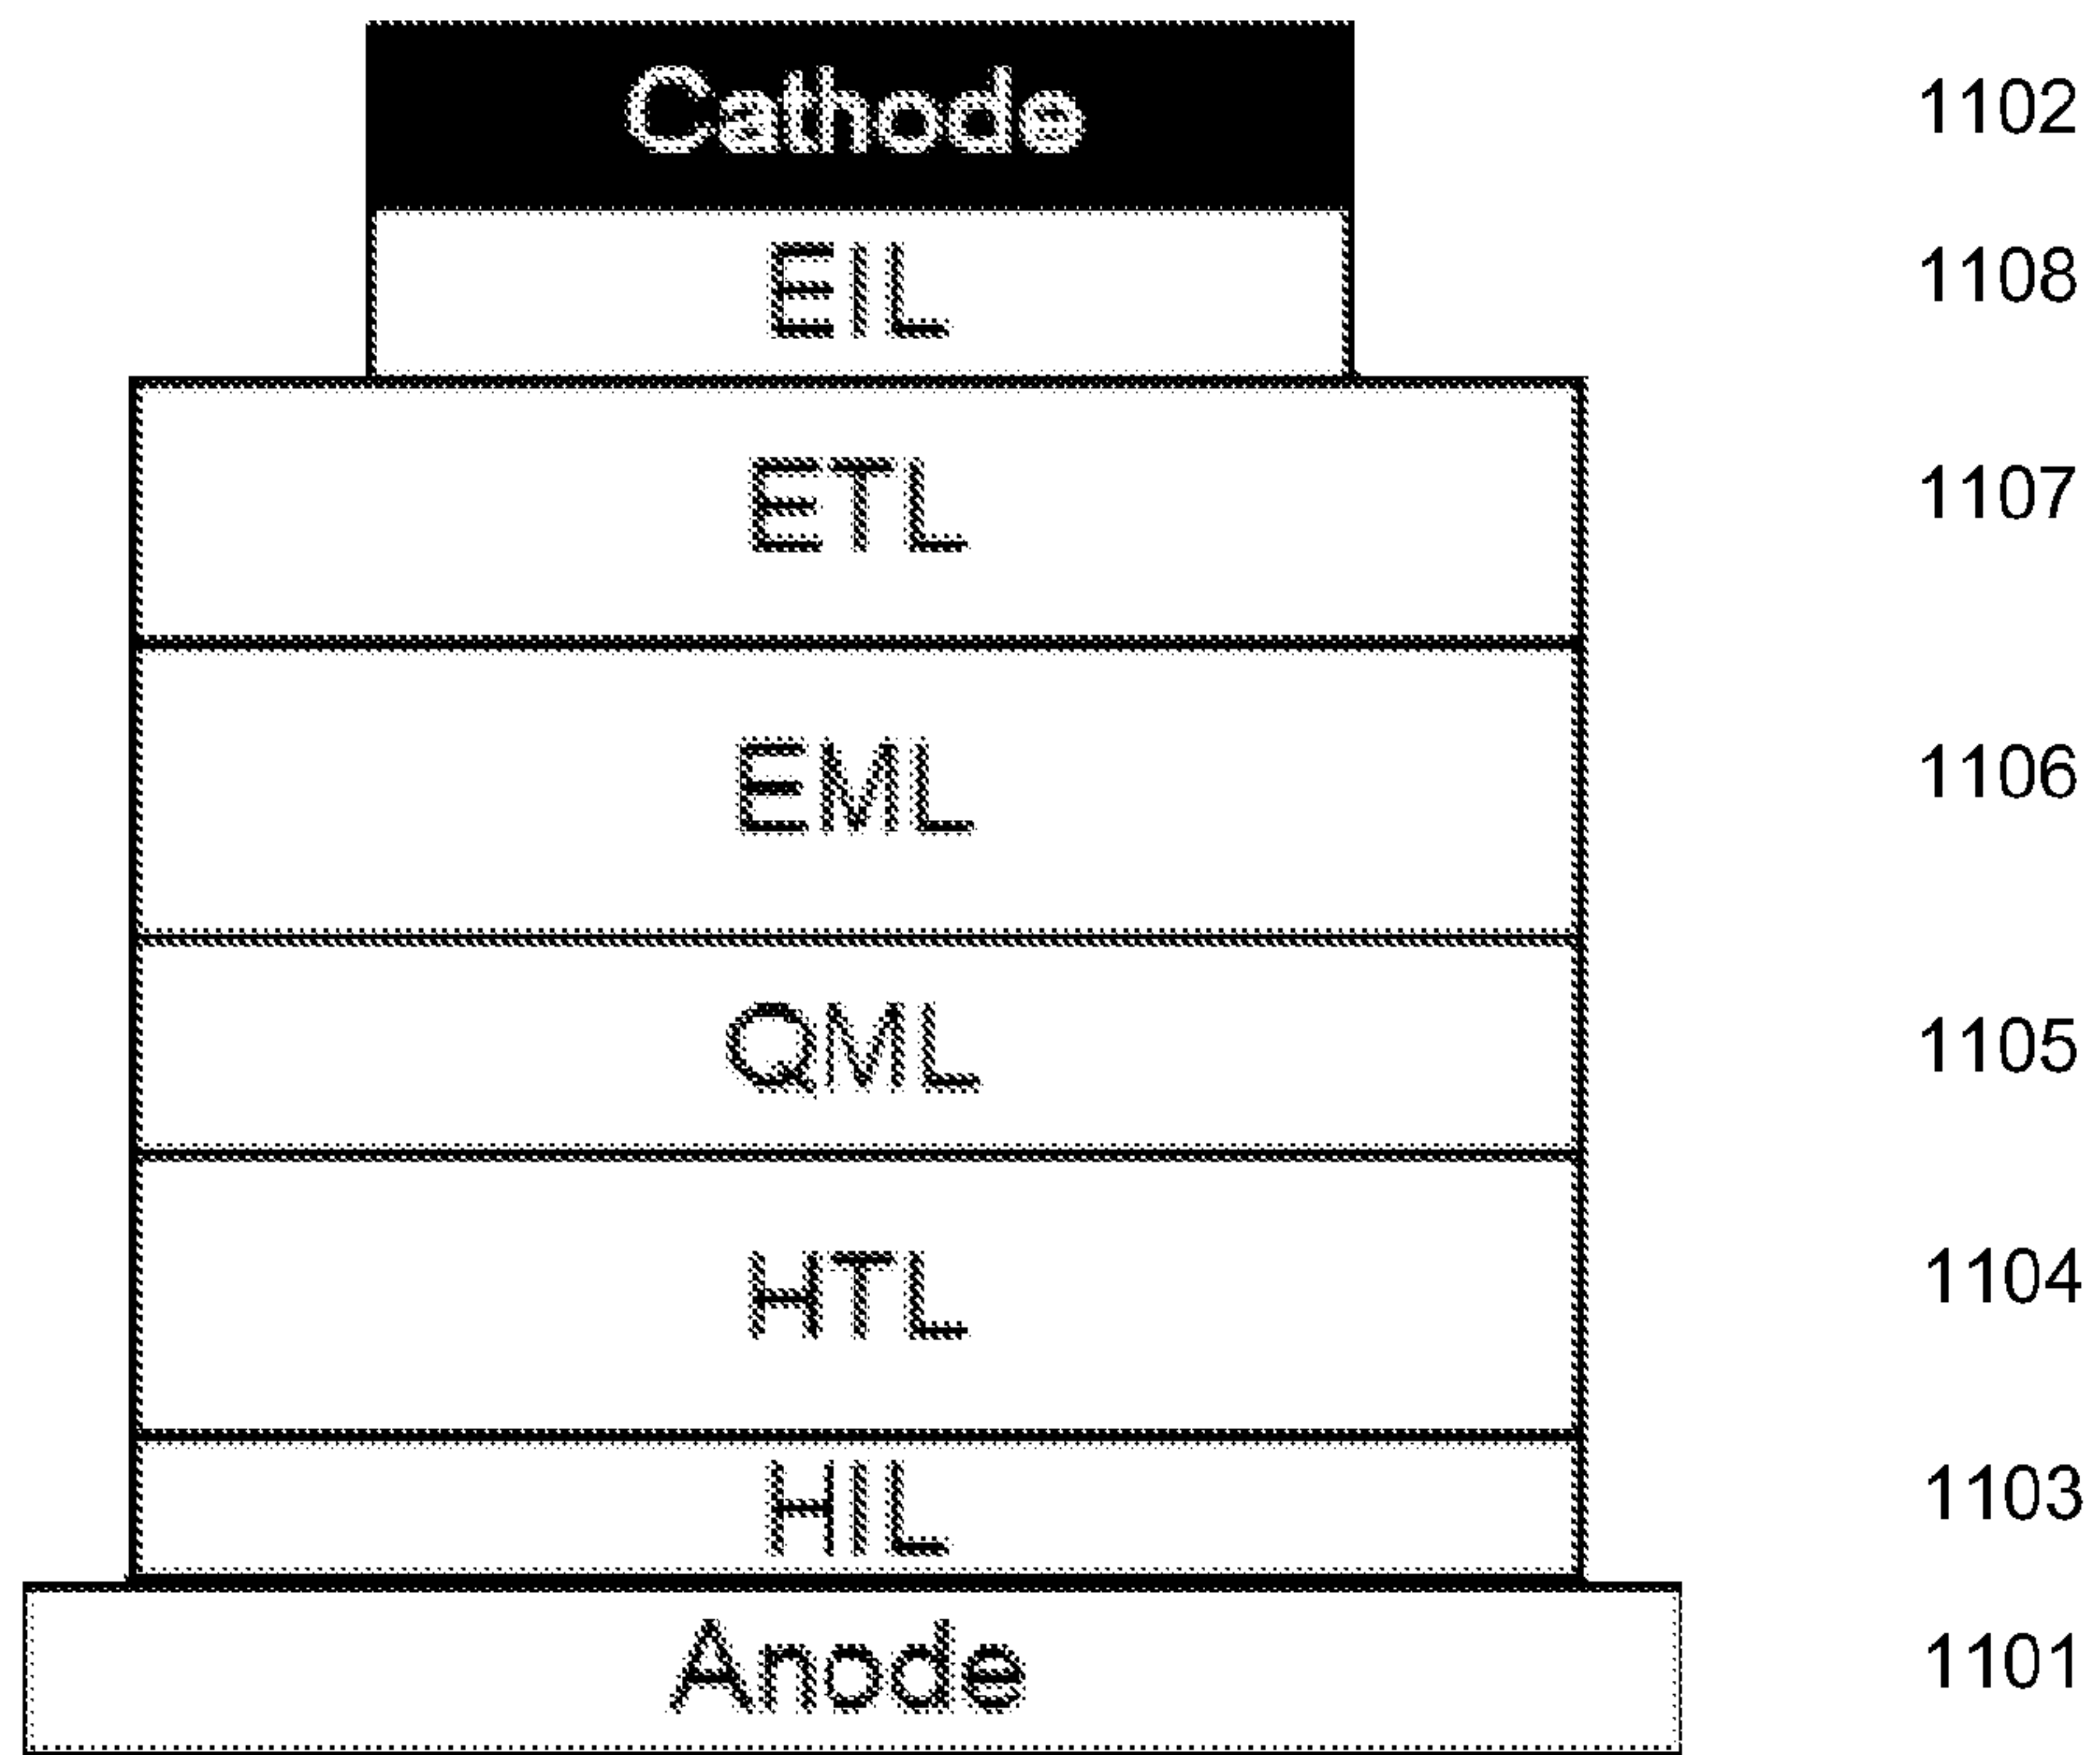 Cathode 1102
EIL 1108
ETL 1107
EML 1106
QML 1105
HTL 1104
HIL 1103
Anode 1101